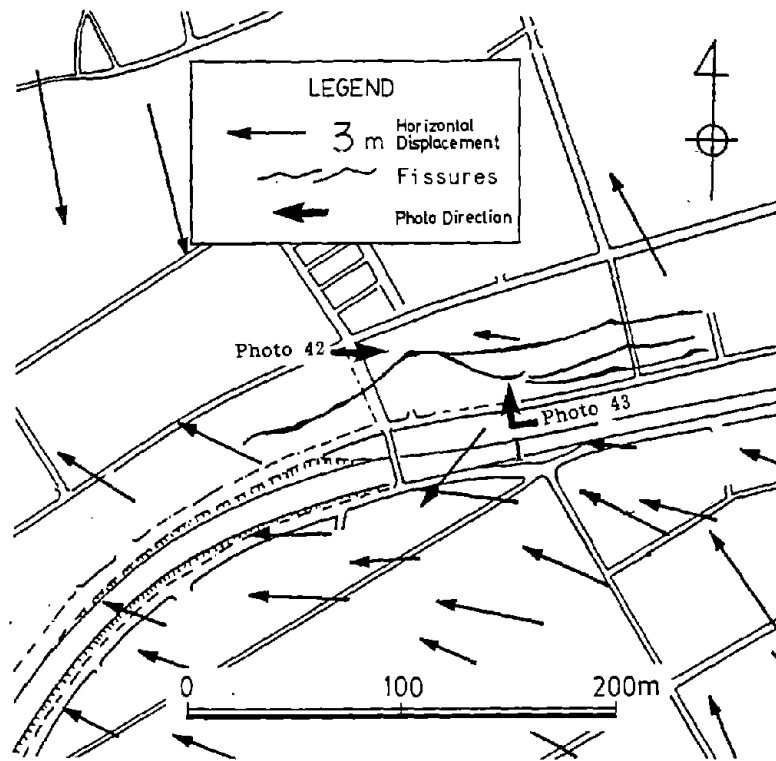 LEGEND
3 m Horizontal Displacement
Fissures
Photo Direction
Photo 42
Photo 43
0 100 200m